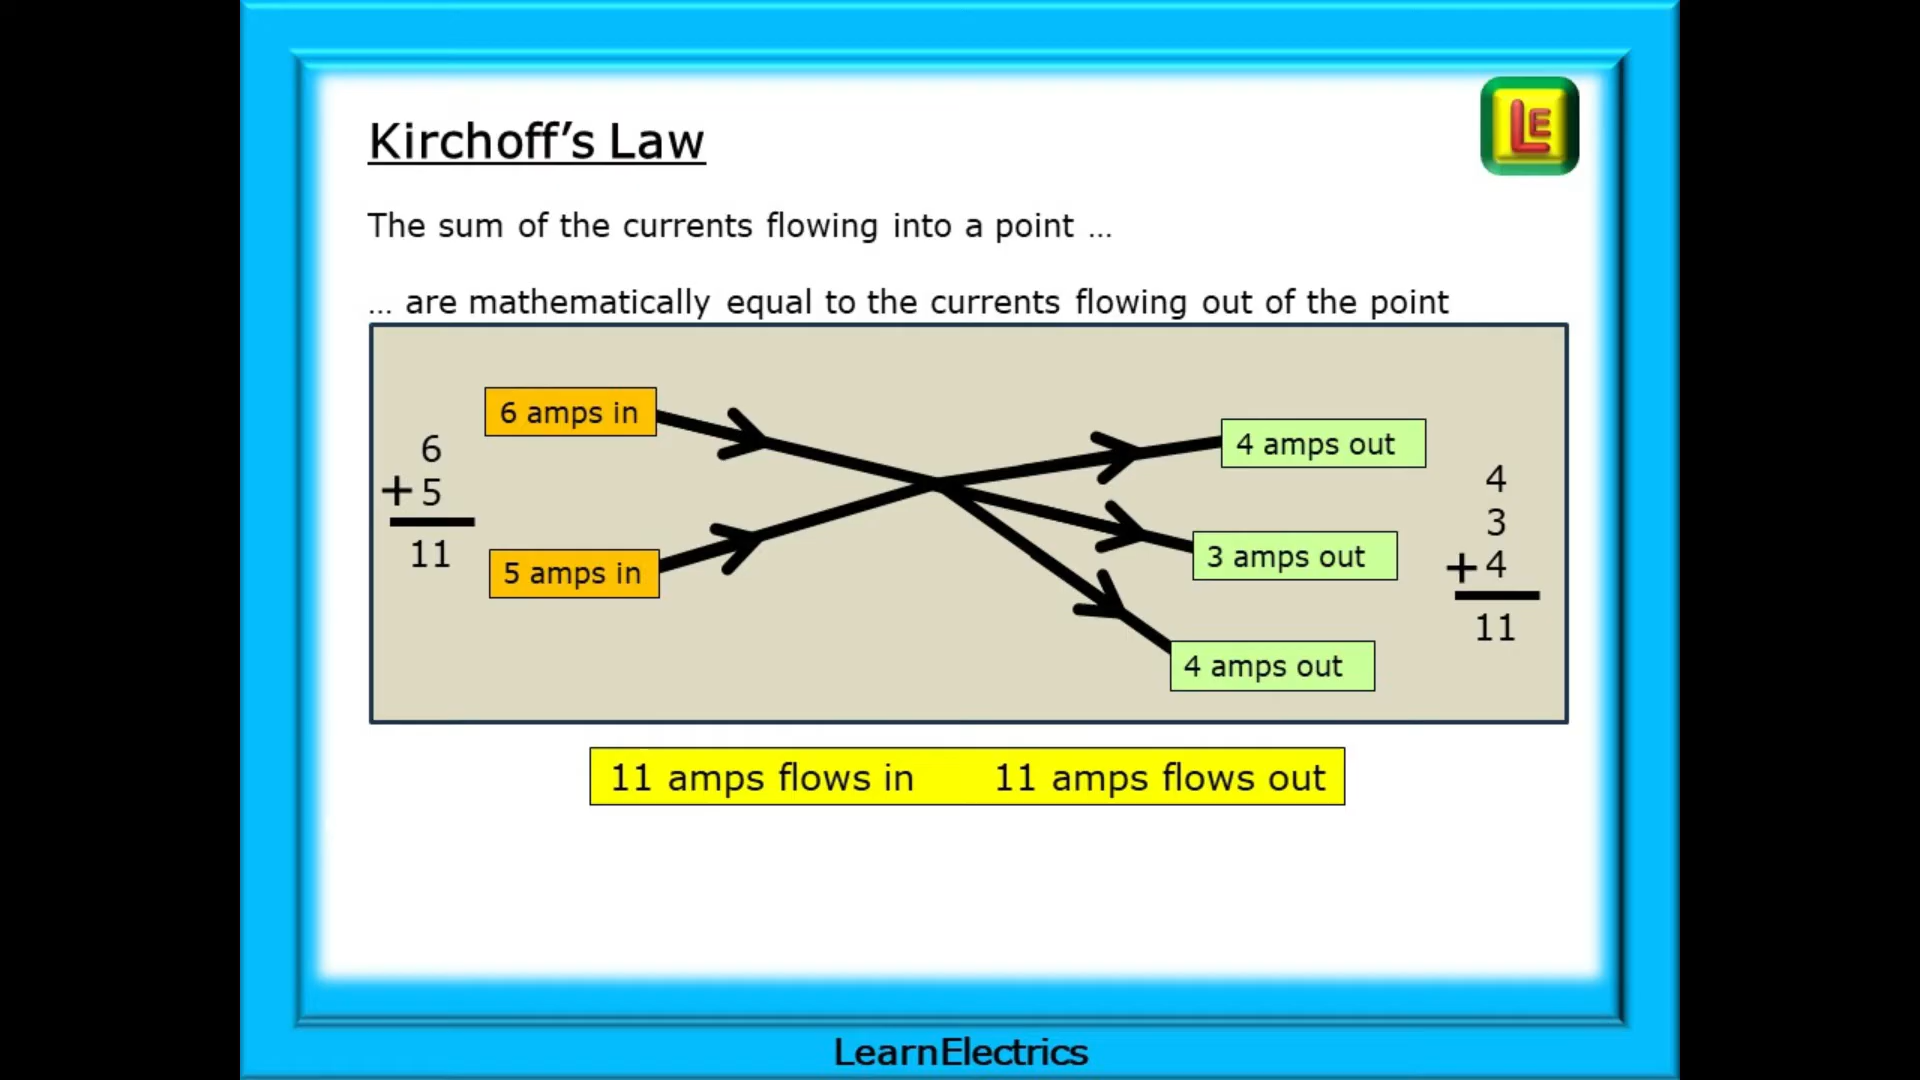 Kirchoff’s Law
LE
The sum of the currents flowing into a point ...
... are mathematically equal to the currents flowing out of the point
6 amps in
5 amps in
6
+ 5
11
4 amps out
3 amps out
4 amps out
4
3
+ 4
11
11 amps flows in 11 amps flows out
LearnElectrics